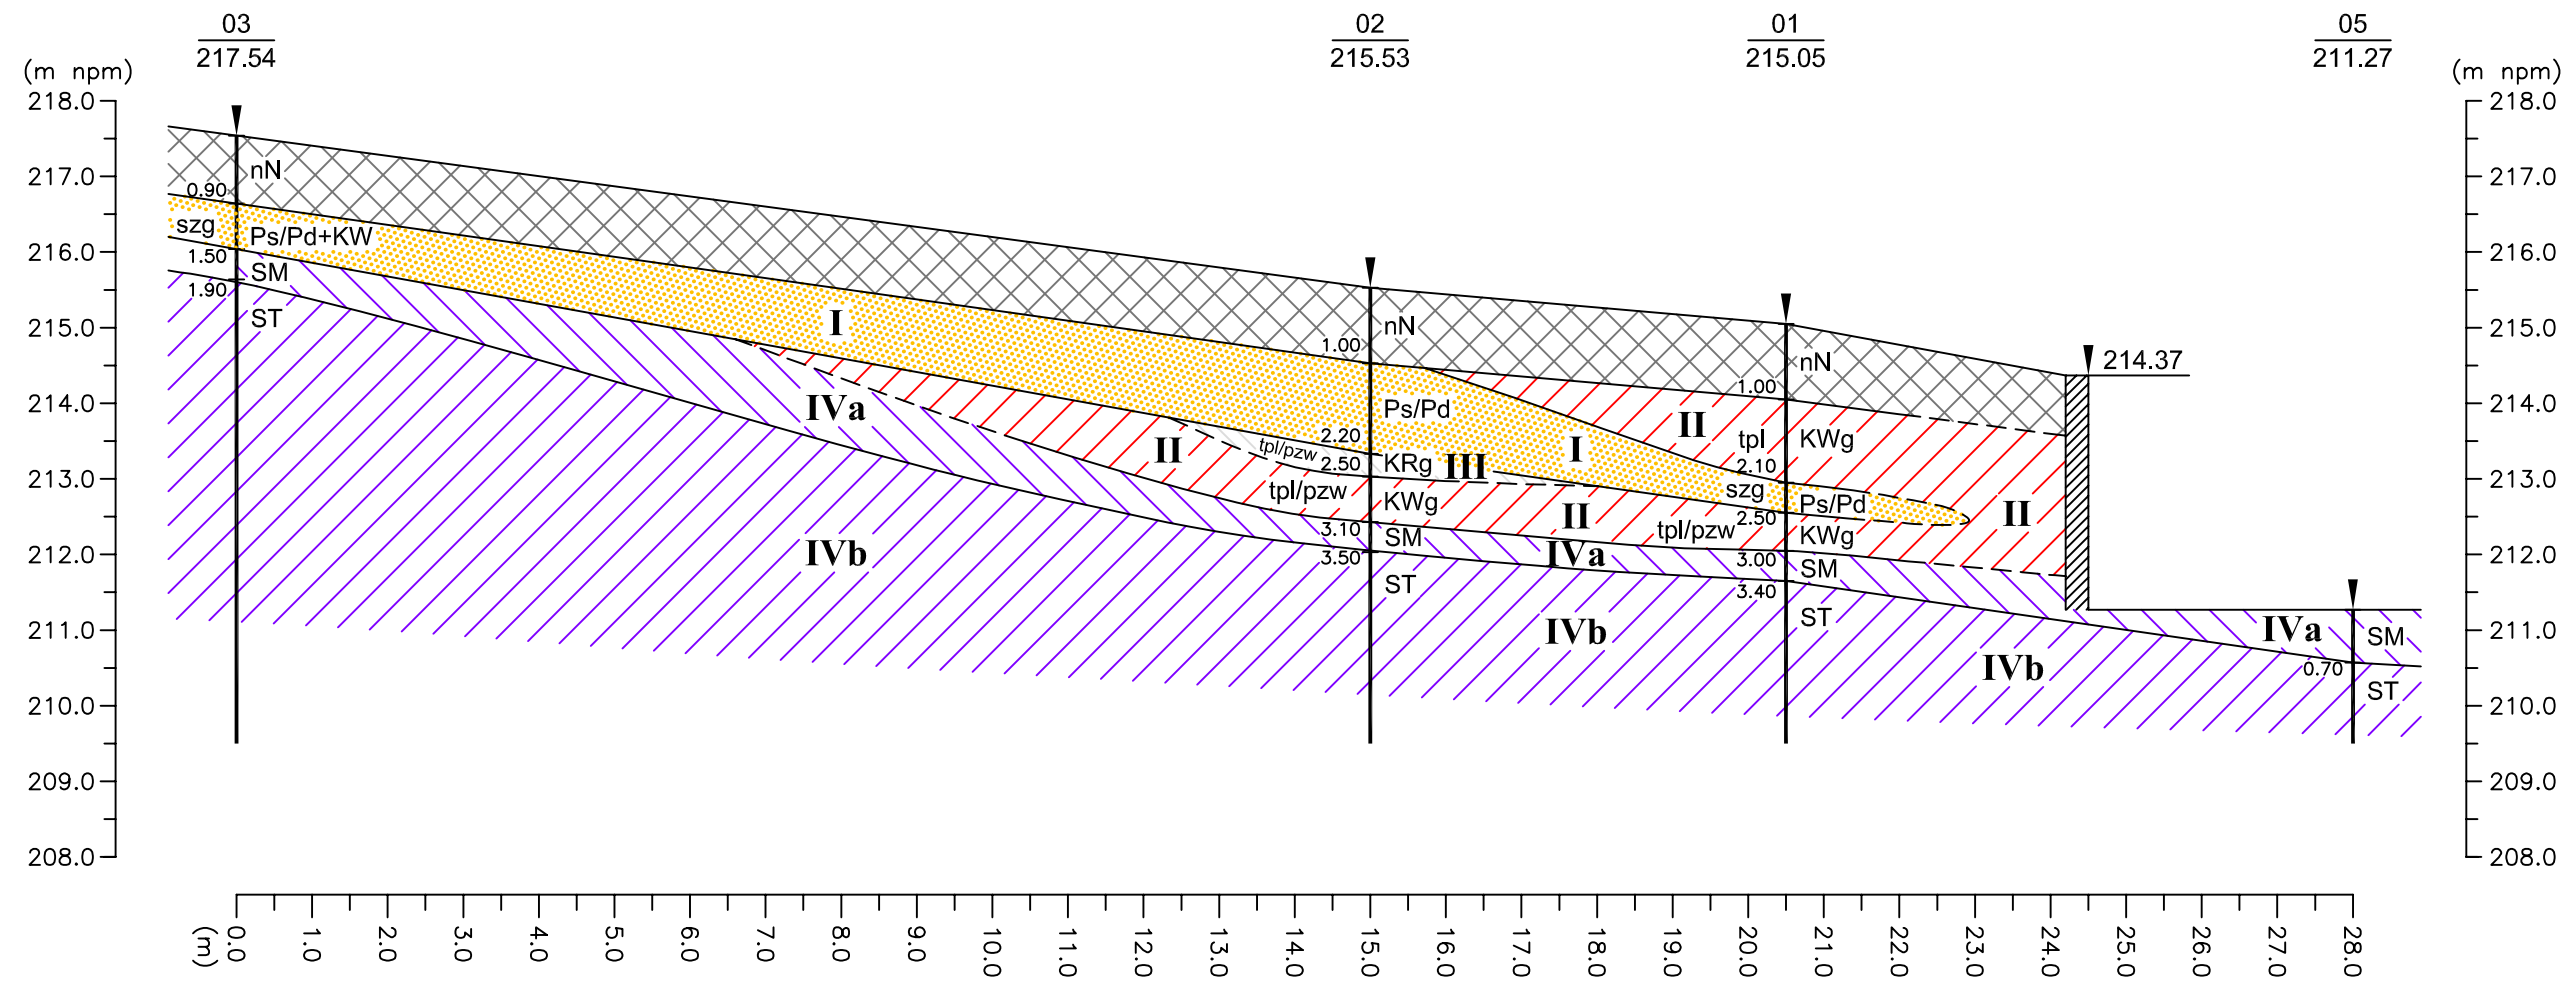 03
217.54
02
215.53
01
215.05
05
211.27
(m npm)
218.0
217.0
216.0
215.0
214.0
213.0
212.0
211.0
210.0
209.0
208.0
(m npm)
218.0
217.0
216.0
215.0
214.0
213.0
212.0
211.0
210.0
209.0
208.0
nN
0.90
szg
Ps/Pd+KW
1.50
SM
1.90
ST
I
IVa
II
IVb
nN
1.00
Ps/Pd
2.20
tpl/pzw
KRg
III
2.50
tpl/pzw
KWg
3.10
SM
3.50
ST
I
II
II
IVa
IVb
nN
1.00
tpl
KWg
2.10
szg
Ps/Pd
2.50
tpl/pzw
KWg
3.00
SM
3.40
ST
II
214.37
IVb
IVa
SM
0.70
ST
(m)
0.0
1.0
2.0
3.0
4.0
5.0
6.0
7.0
8.0
9.0
10.0
11.0
12.0
13.0
14.0
15.0
16.0
17.0
18.0
19.0
20.0
21.0
22.0
23.0
24.0
25.0
26.0
27.0
28.0